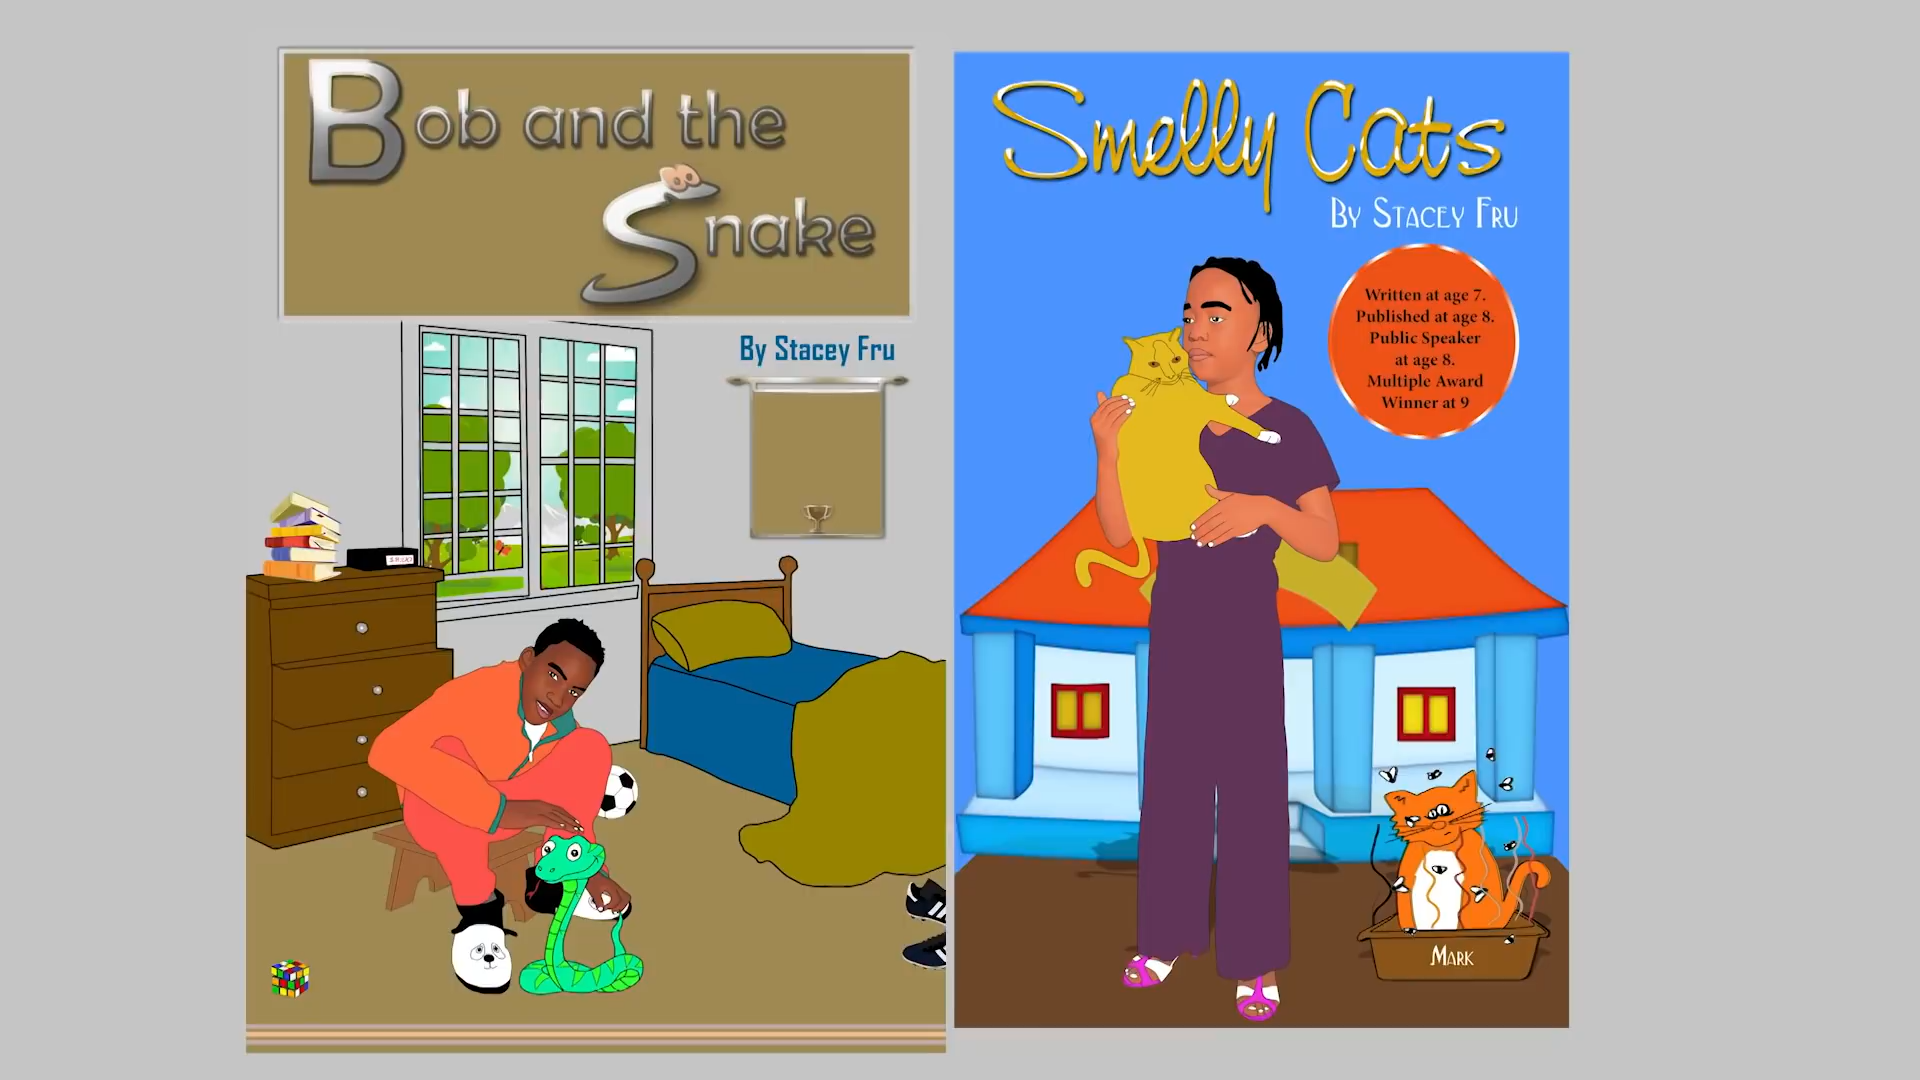 Bob and the
Snake
By Stacey Fru
Smelly Cats
By Stacey Fru
Written at age 7.
Published at age 8.
Public Speaker
at age 8.
Multiple Award
Winner at 9
Mark